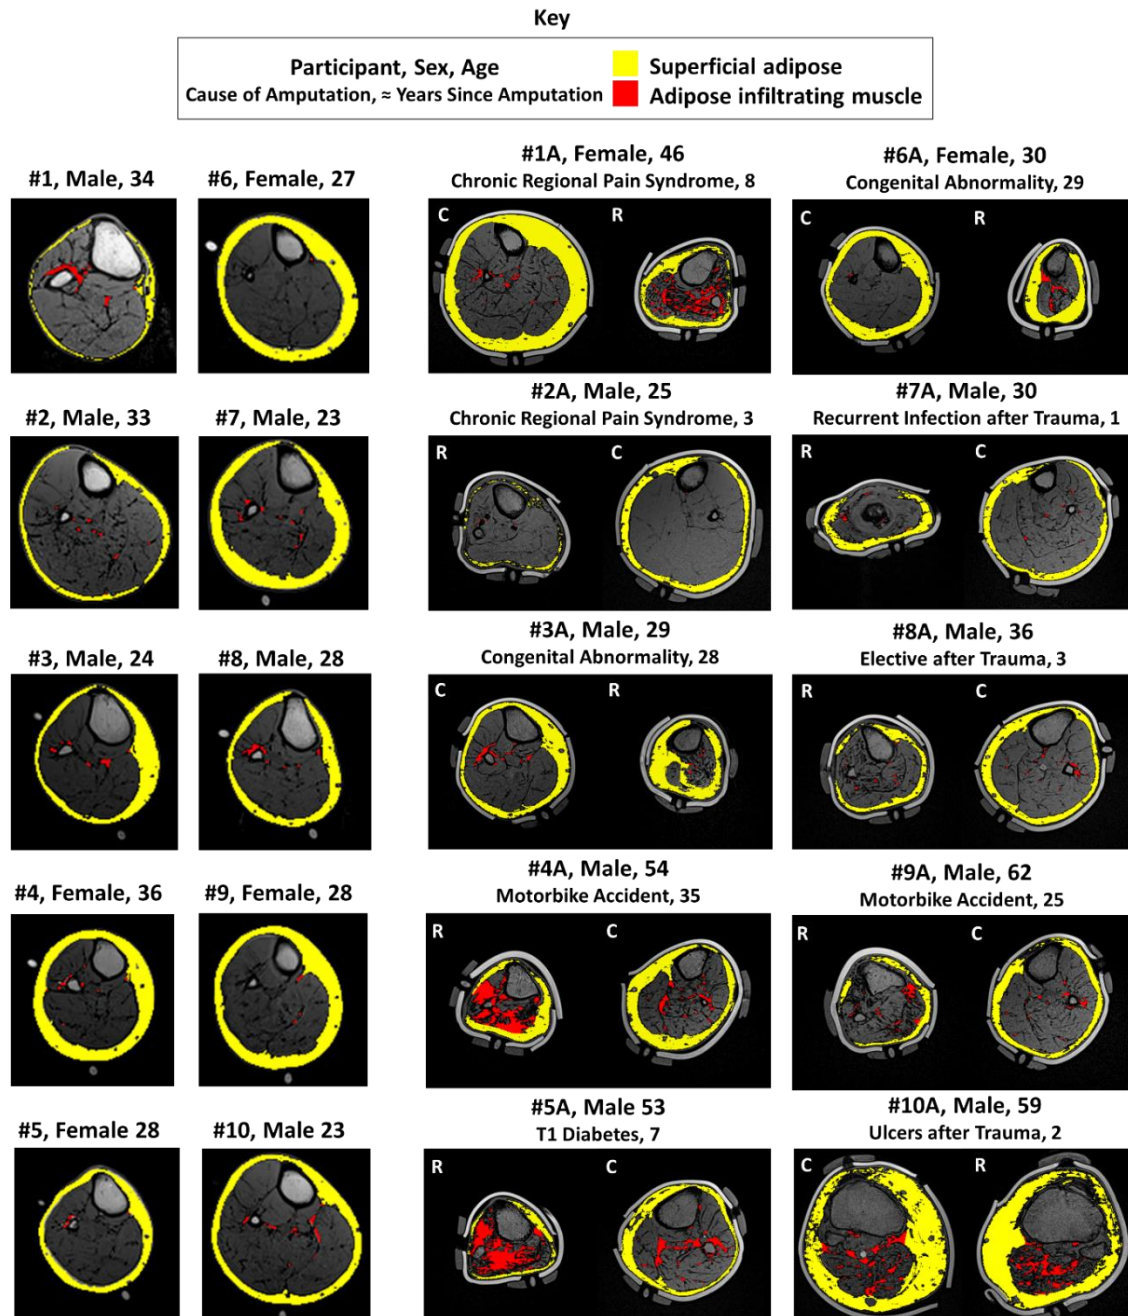 Key
Participant, Sex, Age
Cause of Amputation, ≈ Years Since Amputation
Superficial adipose
Adipose infiltrating muscle
#1, Male, 34
#6, Female, 27
#1A, Female, 46
Chronic Regional Pain Syndrome, 8
C
R
#6A, Female, 30
Congenital Abnormality, 29
C
R
#2, Male, 33
#7, Male, 23
#2A, Male, 25
Chronic Regional Pain Syndrome, 3
R
C
#7A, Male, 30
Recurrent Infection after Trauma, 1
R
C
#3, Male, 24
#8, Male, 28
#3A, Male, 29
Congenital Abnormality, 28
C
R
#8A, Male, 36
Elective after Trauma, 3
R
C
#4, Female, 36
#9, Female, 28
#4A, Male, 54
Motorbike Accident, 35
R
C
#9A, Male, 62
Motorbike Accident, 25
R
C
#5, Female 28
#10, Male 23
#5A, Male 53
T1 Diabetes, 7
R
C
#10A, Male, 59
Ulcers after Trauma, 2
C
R